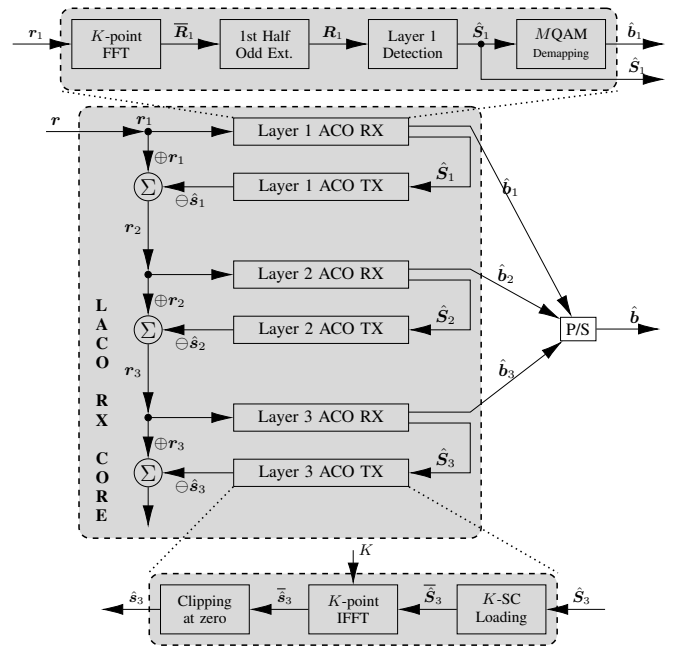 r₁ K-point FFT R̅₁ 1st Half Odd Ext. R₁ Layer 1 Detection Ŝ₁ MQAM Demapping b̂₁
Ŝ₁
r r₁ Layer 1 ACO RX
⊕r₁
Σ ⊖ŝ₁ Layer 1 ACO TX Ŝ₁ b̂₁
r₂
Layer 2 ACO RX b̂₂
⊕r₂
Σ ⊖ŝ₂ Layer 2 ACO TX Ŝ₂
P/S b̂
r₃
Layer 3 ACO RX b̂₃
⊕r₃
Σ ⊖ŝ₃ Layer 3 ACO TX Ŝ₃
LACO RX CORE
K
ŝ₃ Clipping at zero s̅̂₃ K-point IFFT S̅̂₃ K-SC Loading Ŝ₃